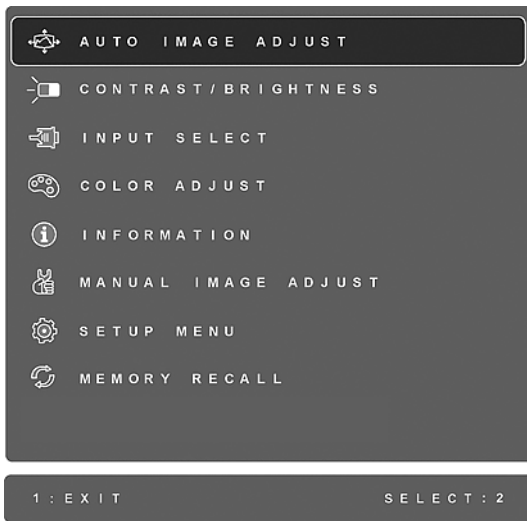 AUTO IMAGE ADJUST
CONTRAST/BRIGHTNESS
INPUT SELECT
COLOR ADJUST
INFORMATION
MANUAL IMAGE ADJUST
SETUP MENU
MEMORY RECALL
1:EXIT SELECT:2